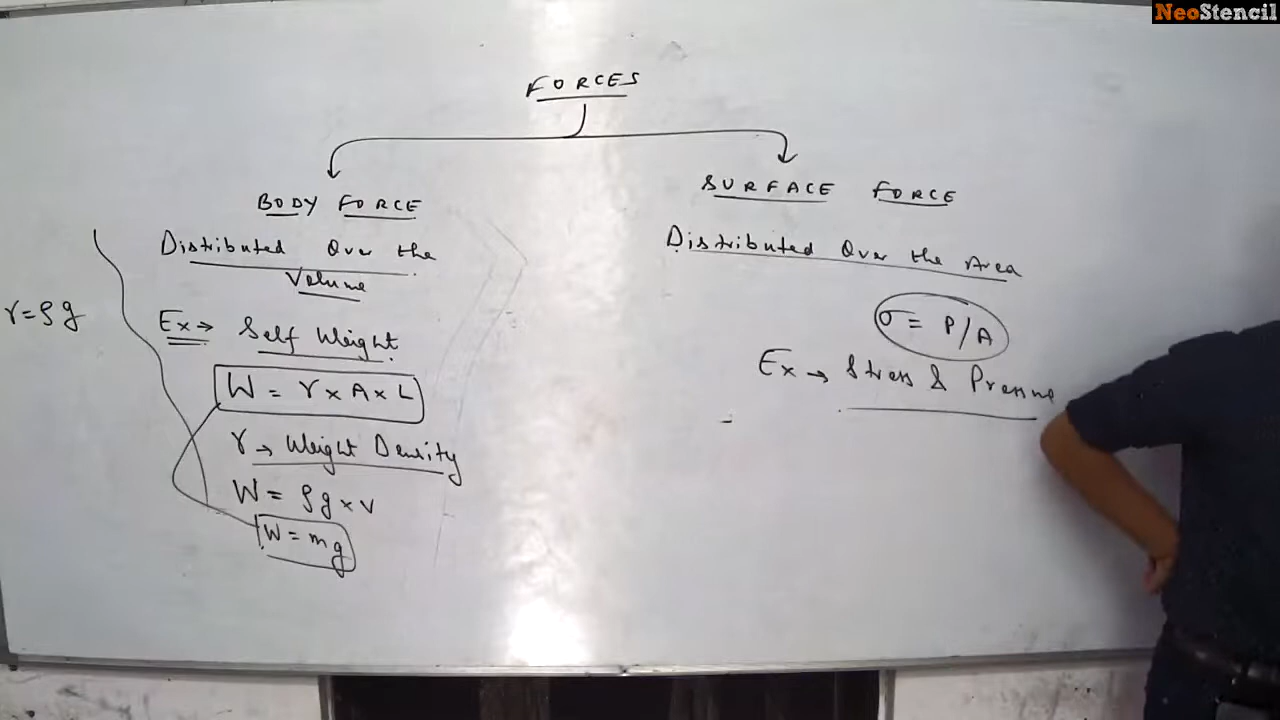 NeoStencil
FORCES
BODY FORCE
Distributed Over the
Volume
Ex → Self Weight
W = γ × A × L
γ → Weight Density
W = ρg × V
W = mg
γ = ρg
SURFACE FORCE
Distributed Over the Area
σ = P/A
Ex → Stress & Pressure